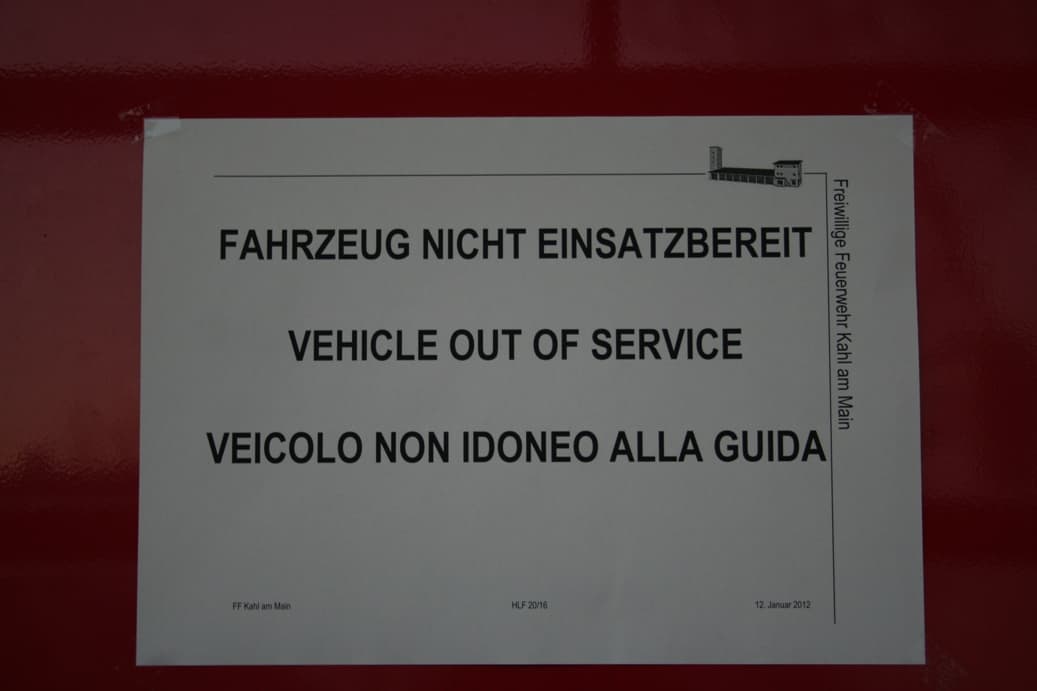 FAHRZEUG NICHT EINSATZBEREIT
VEHICLE OUT OF SERVICE
VEICOLO NON IDONEO ALLA GUIDA
Freiwillige Feuerwehr Kahl am Main
FF Kahl am Main
HLF 20/16
12. Januar 2012